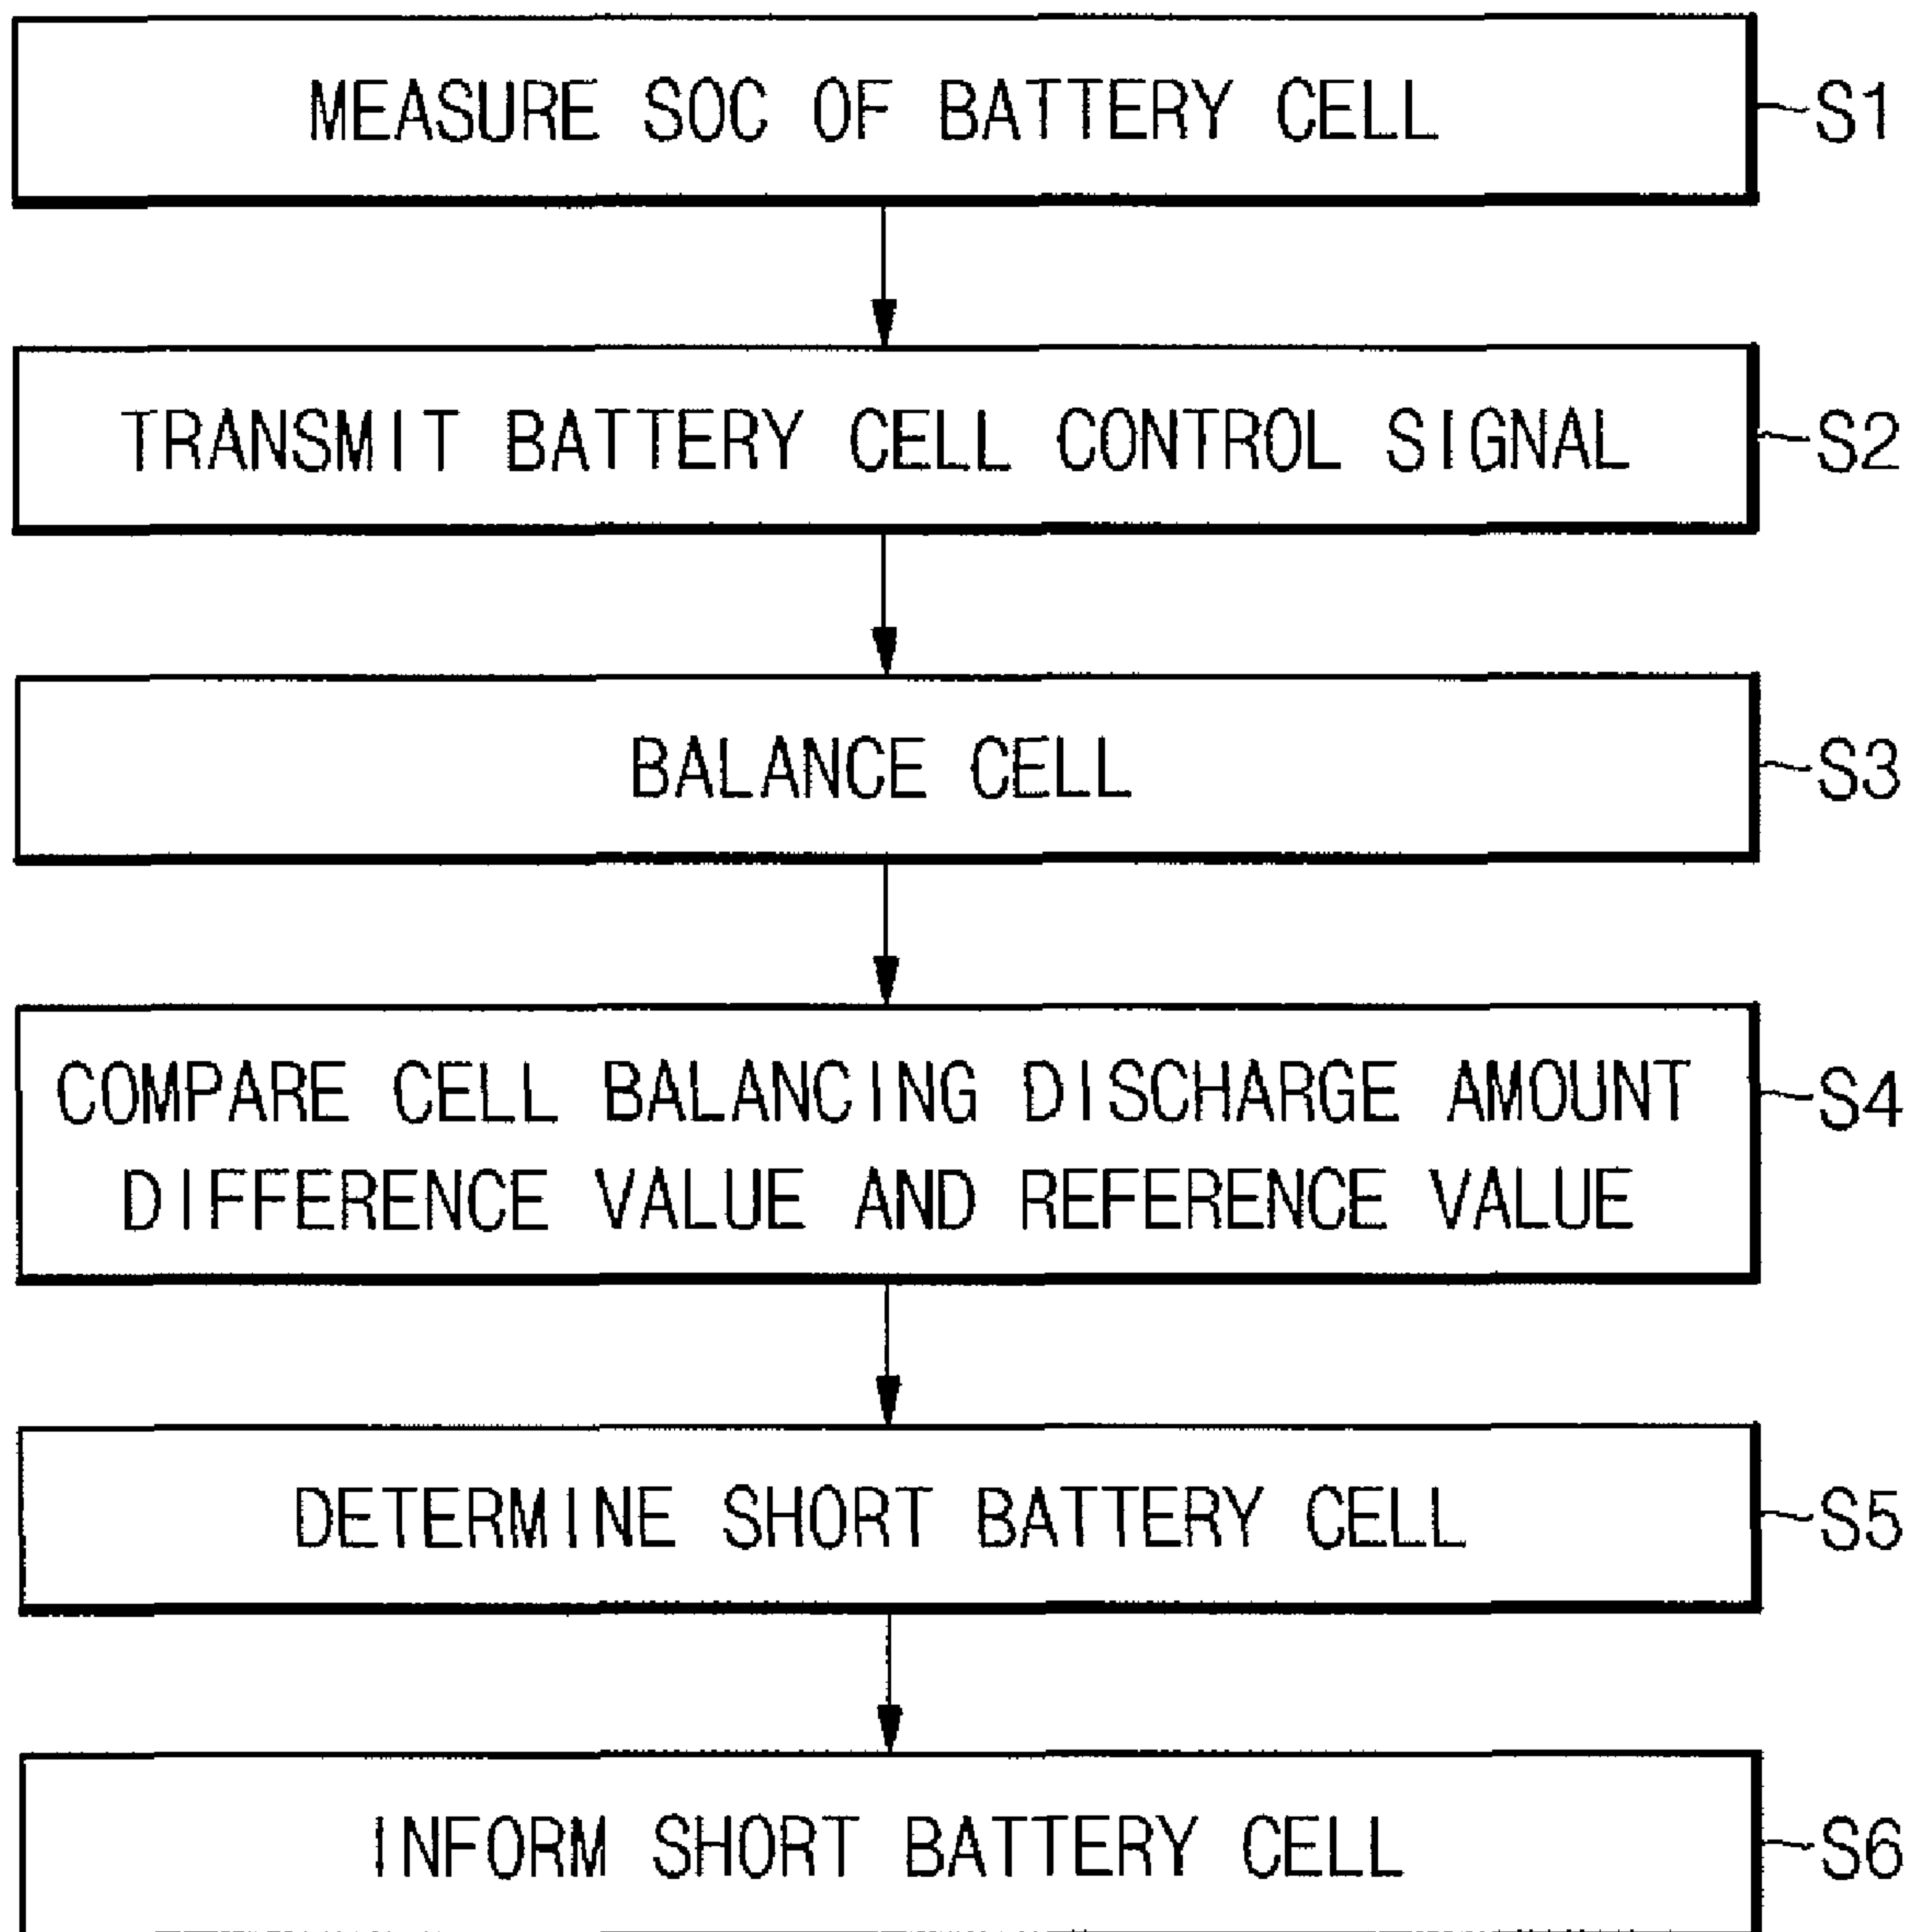 MEASURE SOC OF BATTERY CELL
S1
TRANSMIT BATTERY CELL CONTROL SIGNAL
S2
BALANCE CELL
S3
COMPARE CELL BALANCING DISCHARGE AMOUNT
DIFFERENCE VALUE AND REFERENCE VALUE
S4
DETERMINE SHORT BATTERY CELL
S5
INFORM SHORT BATTERY CELL
S6